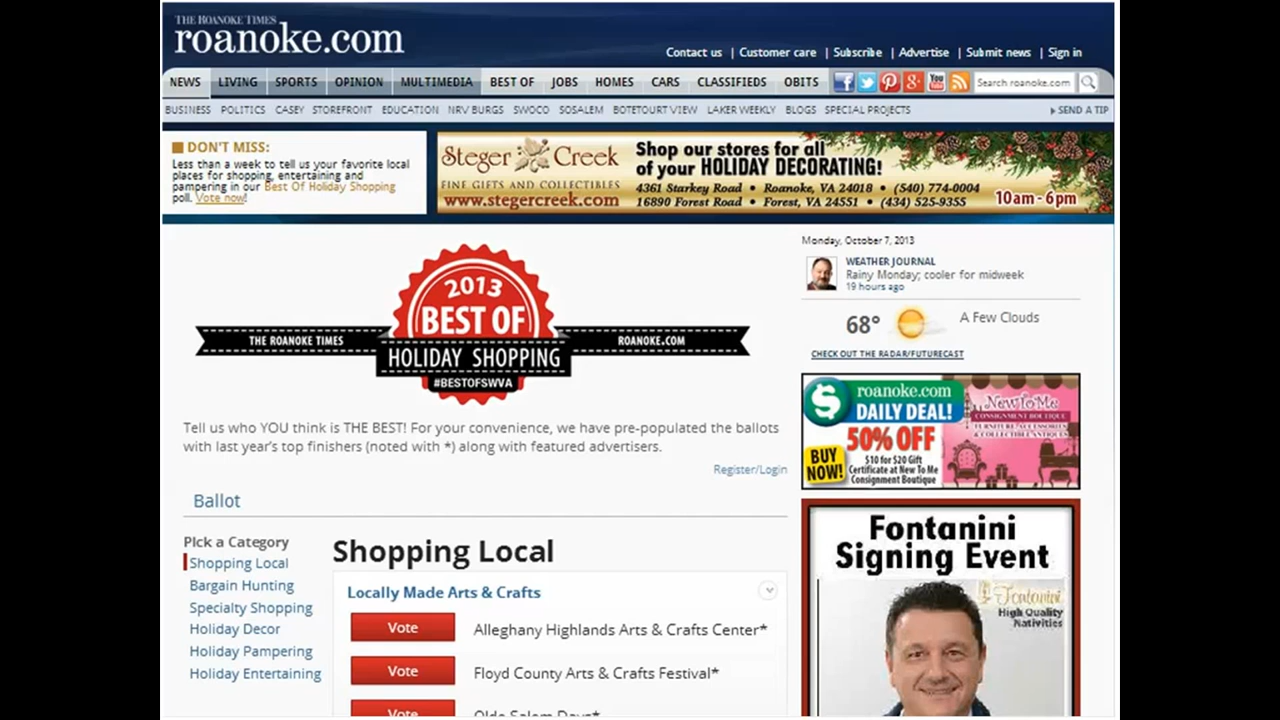 THE ROANOKE TIMES
roanoke.com
Contact us | Customer care | Subscribe | Advertise | Submit news | Sign in
NEWS LIVING SPORTS OPINION MULTIMEDIA BEST OF JOBS HOMES CARS CLASSIFIEDS OBITS Search roanoke.com
BUSINESS POLITICS CASEY STOREFRONT EDUCATION NRV BURGS SWOCO SOSALEM BOTETOURT VIEW LAKER WEEKLY BLOGS SPECIAL PROJECTS SEND A TIP
DON'T MISS:
Less than a week to tell us your favorite local
places for shopping, entertaining and
pampering in our Best Of Holiday Shopping
poll. Vote now!
Steger Creek
FINE GIFTS AND COLLECTIBLES
www.stegercreek.com
Shop our stores for all
of your HOLIDAY DECORATING!
4361 Starkey Road • Roanoke, VA 24018 • (540) 774-0004
16890 Forest Road • Forest, VA 24551 • (434) 525-9355
10am - 6pm
2013
BEST OF
THE ROANOKE TIMES
HOLIDAY SHOPPING
ROANOKE.COM
#BESTOFSWVA
Tell us who YOU think is THE BEST! For your convenience, we have pre-populated the ballots
with last year's top finishers (noted with *) along with featured advertisers.
Register/Login
Ballot
Pick a Category
Shopping Local
Bargain Hunting
Specialty Shopping
Holiday Decor
Holiday Pampering
Holiday Entertaining
Shopping Local
Locally Made Arts & Crafts
Vote Alleghany Highlands Arts & Crafts Center*
Vote Floyd County Arts & Crafts Festival*
Vote Olde Salem Days*
Monday, October 7, 2013
WEATHER JOURNAL
Rainy Monday; cooler for midweek
19 hours ago
68° A Few Clouds
CHECK OUT THE RADAR/FUTURECAST
$ roanoke.com
DAILY DEAL!
50% OFF
BUY
NOW!
$10 for $20 Gift
Certificate at New To Me
Consignment Boutique
New To Me
CONSIGNMENT BOUTIQUE
FURNITURE, ACCESSORIES
& COLLECTIBLE ANTIQUES
Fontanini
Signing Event
Fontanini
High Quality
Nativities